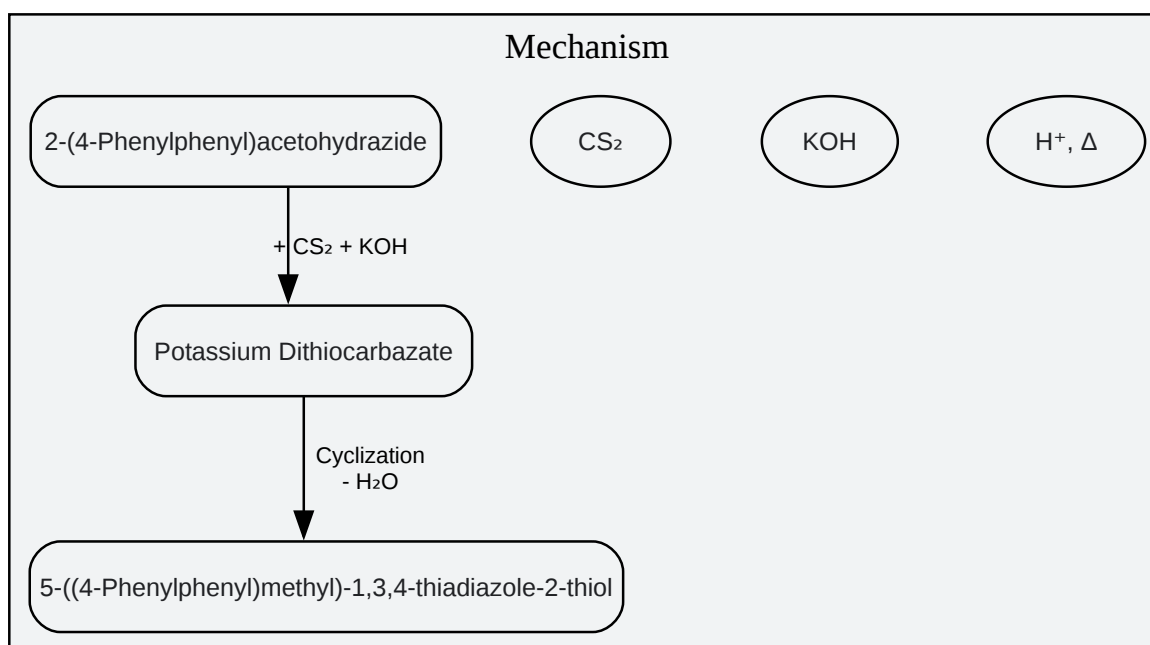 Mechanism
2-(4-Phenylphenyl)acetohydrazide
CS₂
KOH
H⁺, Δ
+ CS₂ + KOH
Potassium Dithiocarbazate
Cyclization
- H₂O
5-((4-Phenylphenyl)methyl)-1,3,4-thiadiazole-2-thiol